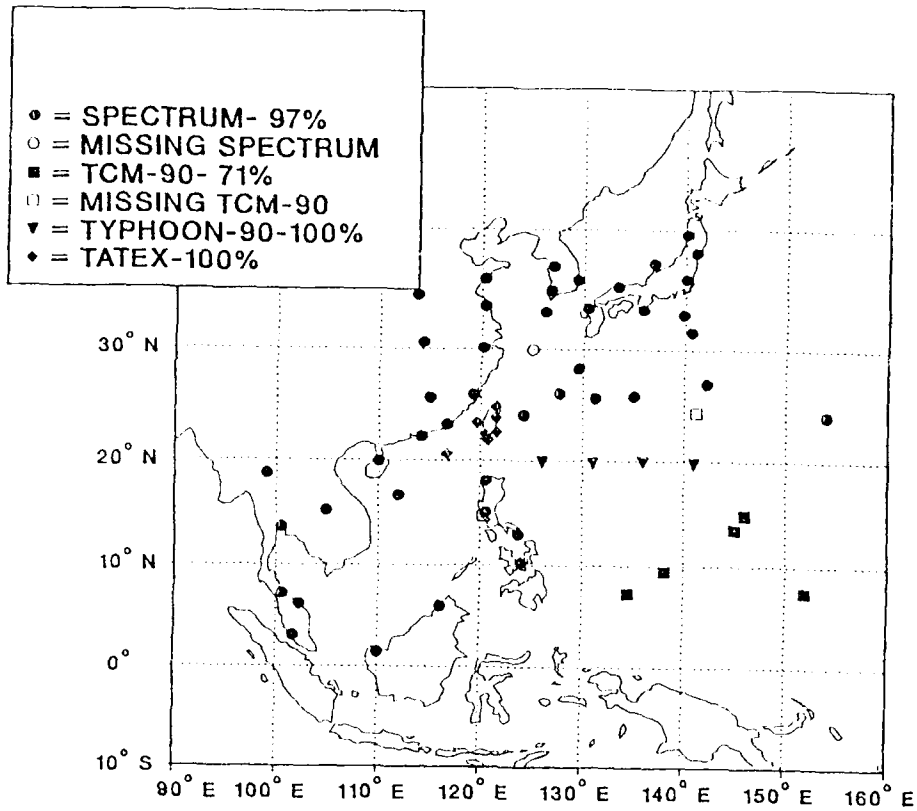 ● = SPECTRUM- 97%
○ = MISSING SPECTRUM
■ = TCM-90- 71%
□ = MISSING TCM-90
▼ = TYPHOON-90-100%
◆ = TATEX-100%
30° N
20° N
10° N
0°
10° S
90° E 100° E 110° E 120° E 130° E 140° E 150° E 160° E